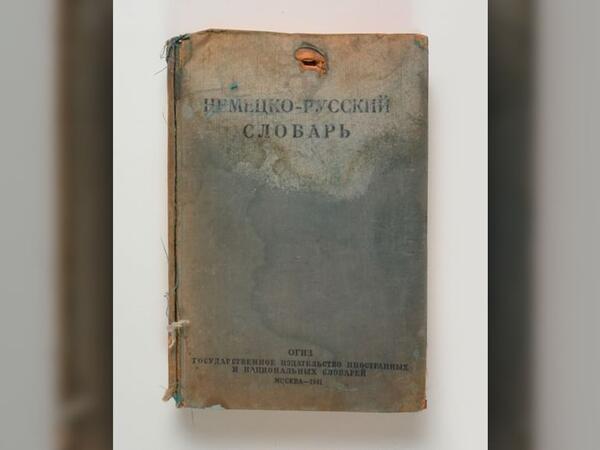 НЕМЕЦКО-РУССКИЙ
СЛОВАРЬ
ОГИЗ
ГОСУДАРСТВЕННОЕ ИЗДАТЕЛЬСТВО ИНОСТРАННЫХ
И НАЦИОНАЛЬНЫХ СЛОВАРЕЙ
МОСКВА—1941